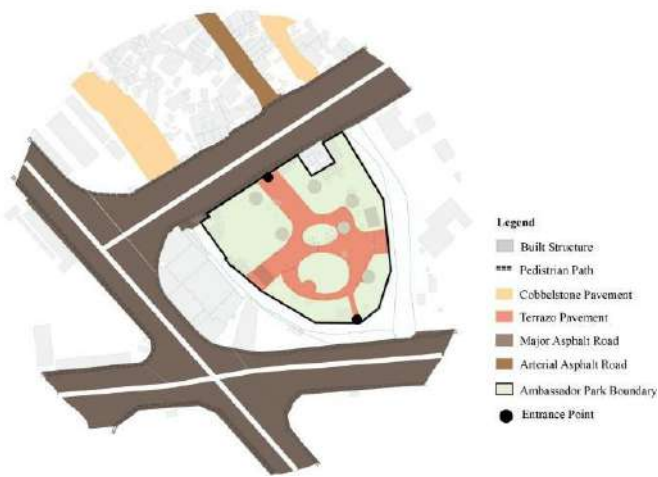 Legend
Built Structure
Pedistrian Path
Cobbelstone Pavement
Terrazo Pavement
Major Asphalt Road
Arterial Asphalt Road
Ambassador Park Boundary
Entrance Point